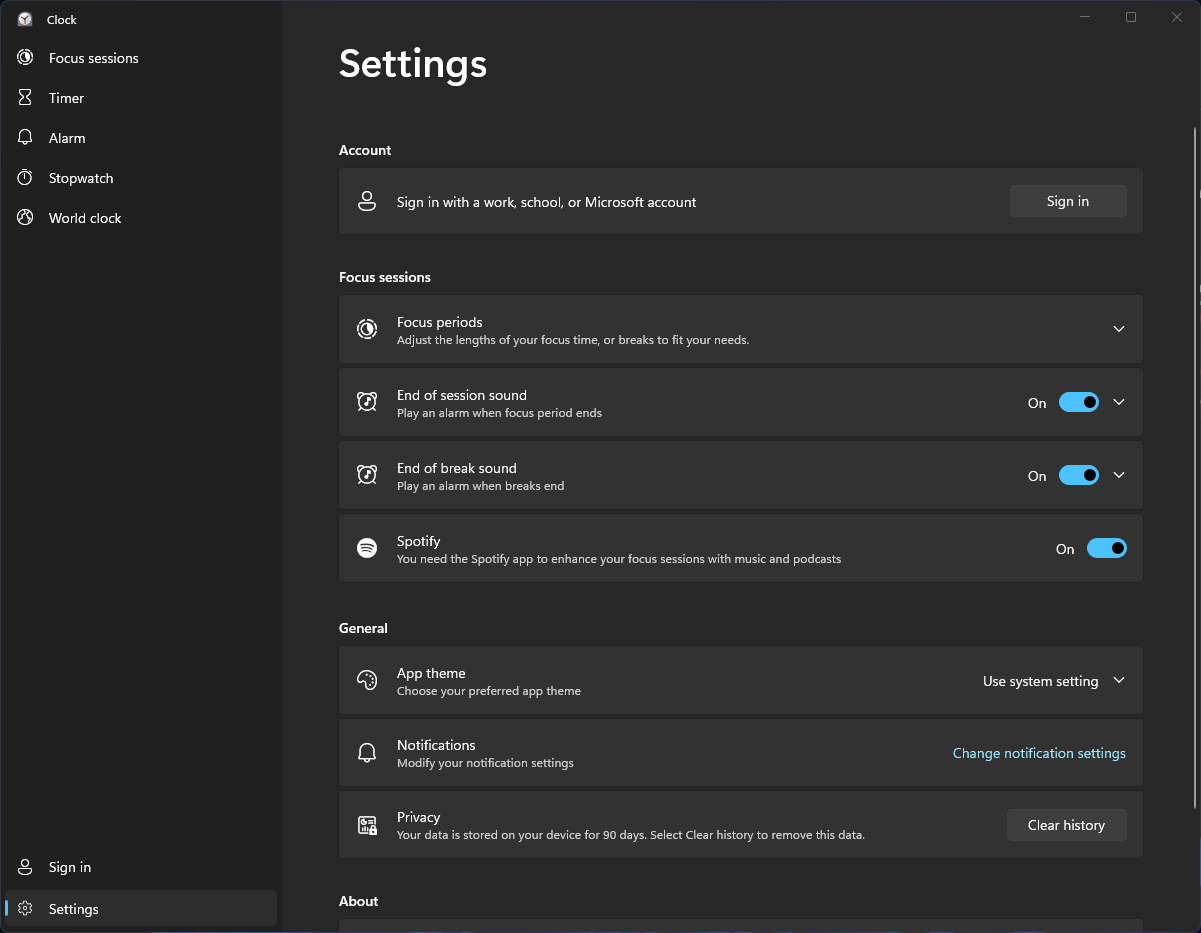 Clock
Focus sessions
Timer
Alarm
Stopwatch
World clock
Sign in
Settings
Settings
Account
Sign in with a work, school, or Microsoft account
Sign in
Focus sessions
Focus periods
Adjust the lengths of your focus time, or breaks to fit your needs.
End of session sound
Play an alarm when focus period ends
On
End of break sound
Play an alarm when breaks end
On
Spotify
You need the Spotify app to enhance your focus sessions with music and podcasts
On
General
App theme
Choose your preferred app theme
Use system setting
Notifications
Modify your notification settings
Change notification settings
Privacy
Your data is stored on your device for 90 days. Select Clear history to remove this data.
Clear history
About